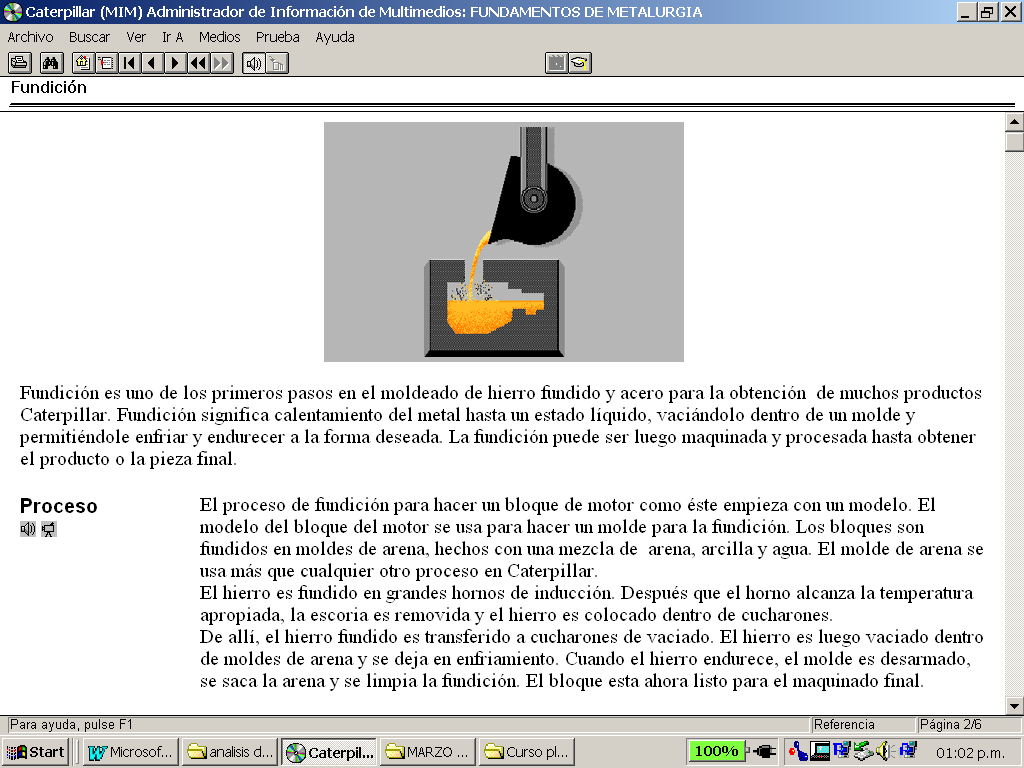 Caterpillar (MIM) Administrador de Información de Multimedios: FUNDAMENTOS DE METALURGIA
Archivo Buscar Ver Ir A Medios Prueba Ayuda
Fundición
Fundición es uno de los primeros pasos en el moldeado de hierro fundido y acero para la obtención  de muchos productos
Caterpillar. Fundición significa calentamiento del metal hasta un estado líquido, vaciándolo dentro de un molde y
permitiéndole enfriar y endurecer a la forma deseada. La fundición puede ser luego maquinada y procesada hasta obtener
el producto o la pieza final.
Proceso
El proceso de fundición para hacer un bloque de motor como éste empieza con un modelo. El
modelo del bloque del motor se usa para hacer un molde para la fundición. Los bloques son
fundidos en moldes de arena, hechos con una mezcla de  arena, arcilla y agua. El molde de arena se
usa más que cualquier otro proceso en Caterpillar.
El hierro es fundido en grandes hornos de inducción. Después que el horno alcanza la temperatura
apropiada, la escoria es removida y el hierro es colocado dentro de cucharones.
De allí, el hierro fundido es transferido a cucharones de vaciado. El hierro es luego vaciado dentro
de moldes de arena y se deja en enfriamiento. Cuando el hierro endurece, el molde es desarmado,
se saca la arena y se limpia la fundición. El bloque esta ahora listo para el maquinado final.
Para ayuda, pulse F1 Referencia Página 2/6
Start Microsof... analisis d... Caterpil... MARZO ... Curso pl... 100% 01:02 p.m.